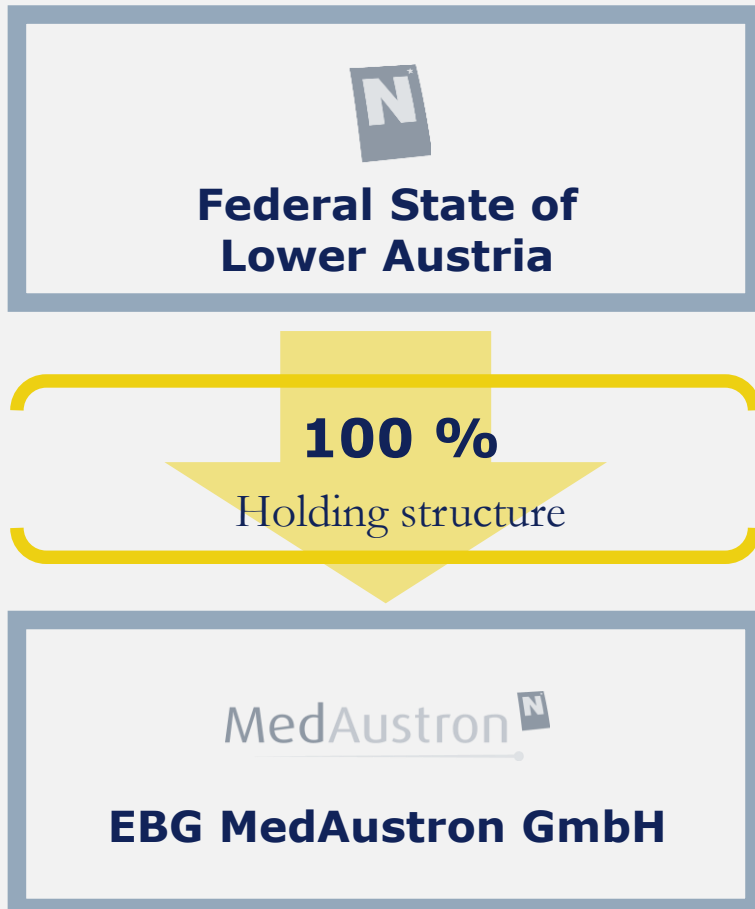 N
Federal State of
Lower Austria
100 %
Holding structure
MedAustron N
EBG MedAustron GmbH